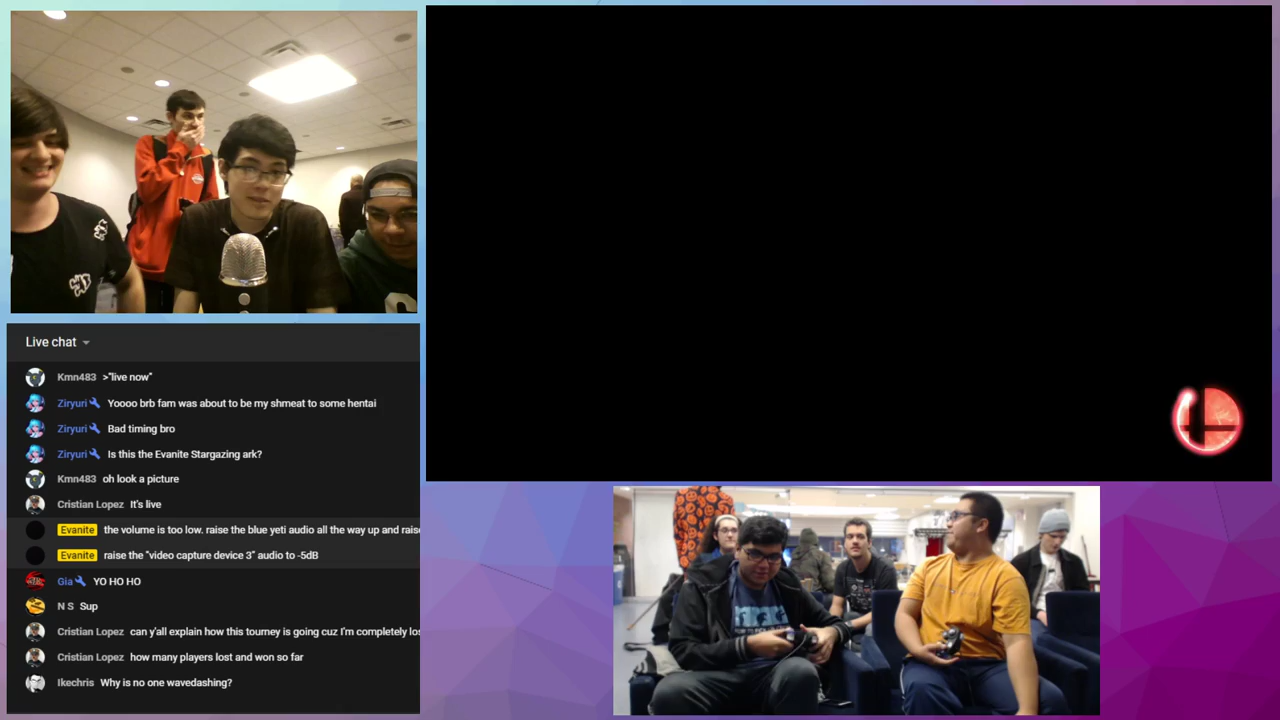 Live chat
Kmn483 >"live now"
Ziryuri Yoooo brb fam was about to be my shmeat to some hentai
Ziryuri Bad timing bro
Ziryuri Is this the Evanite Stargazing ark?
Kmn483 oh look a picture
Cristian Lopez It's live
Evanite the volume is too low. raise the blue yeti audio all the way up and raise
Evanite raise the "video capture device 3" audio to -5dB
Gia YO HO HO
N S Sup
Cristian Lopez can y'all explain how this tourney is going cuz I'm completely los
Cristian Lopez how many players lost and won so far
Ikechris Why is no one wavedashing?